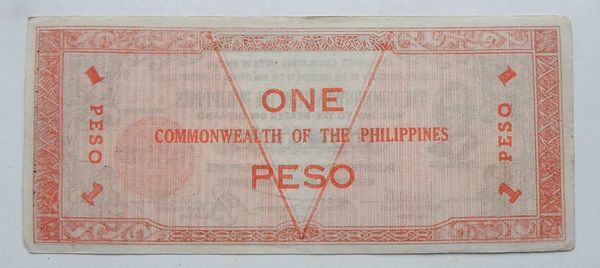 1
PESO
1
ONE
COMMONWEALTH OF THE PHILIPPINES
PESO
1
PESO
1